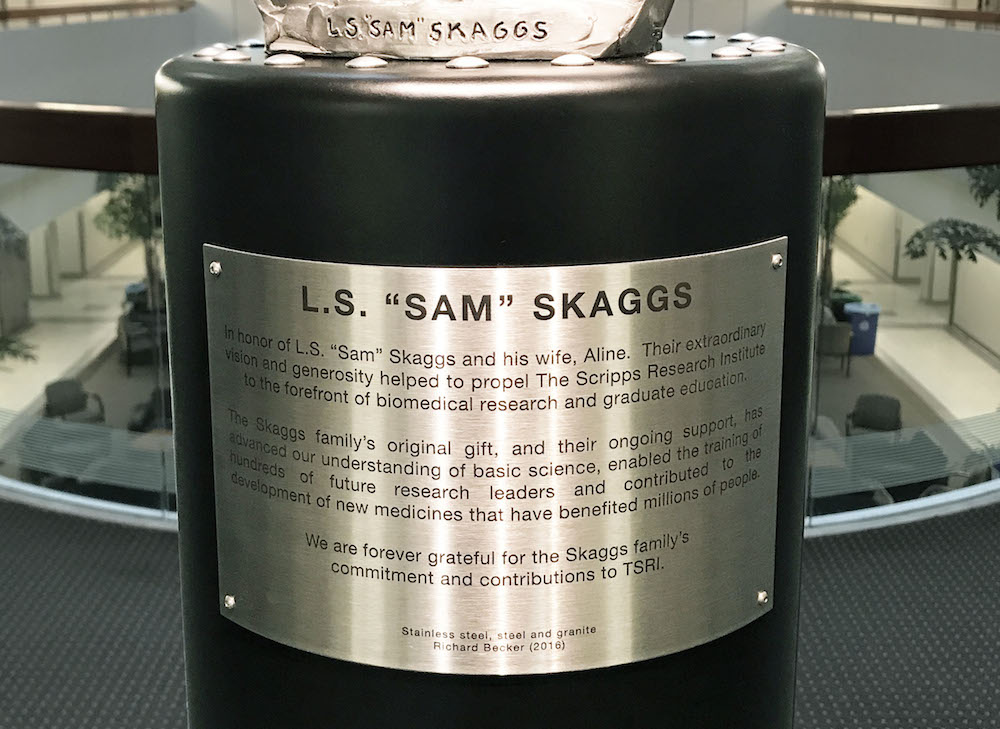 L.S. "SAM" SKAGGS
L.S. “SAM” SKAGGS
In honor of L.S. “Sam” Skaggs and his wife, Aline. Their extraordinary
vision and generosity helped to propel The Scripps Research Institute
to the forefront of biomedical research and graduate education.
The Skaggs family's original gift, and their ongoing support, has
advanced our understanding of basic science, enabled the training of
hundreds of future research leaders and contributed to the
development of new medicines that have benefited millions of people.
We are forever grateful for the Skaggs family's
commitment and contributions to TSRI.
Stainless steel, steel and granite
Richard Becker (2016)